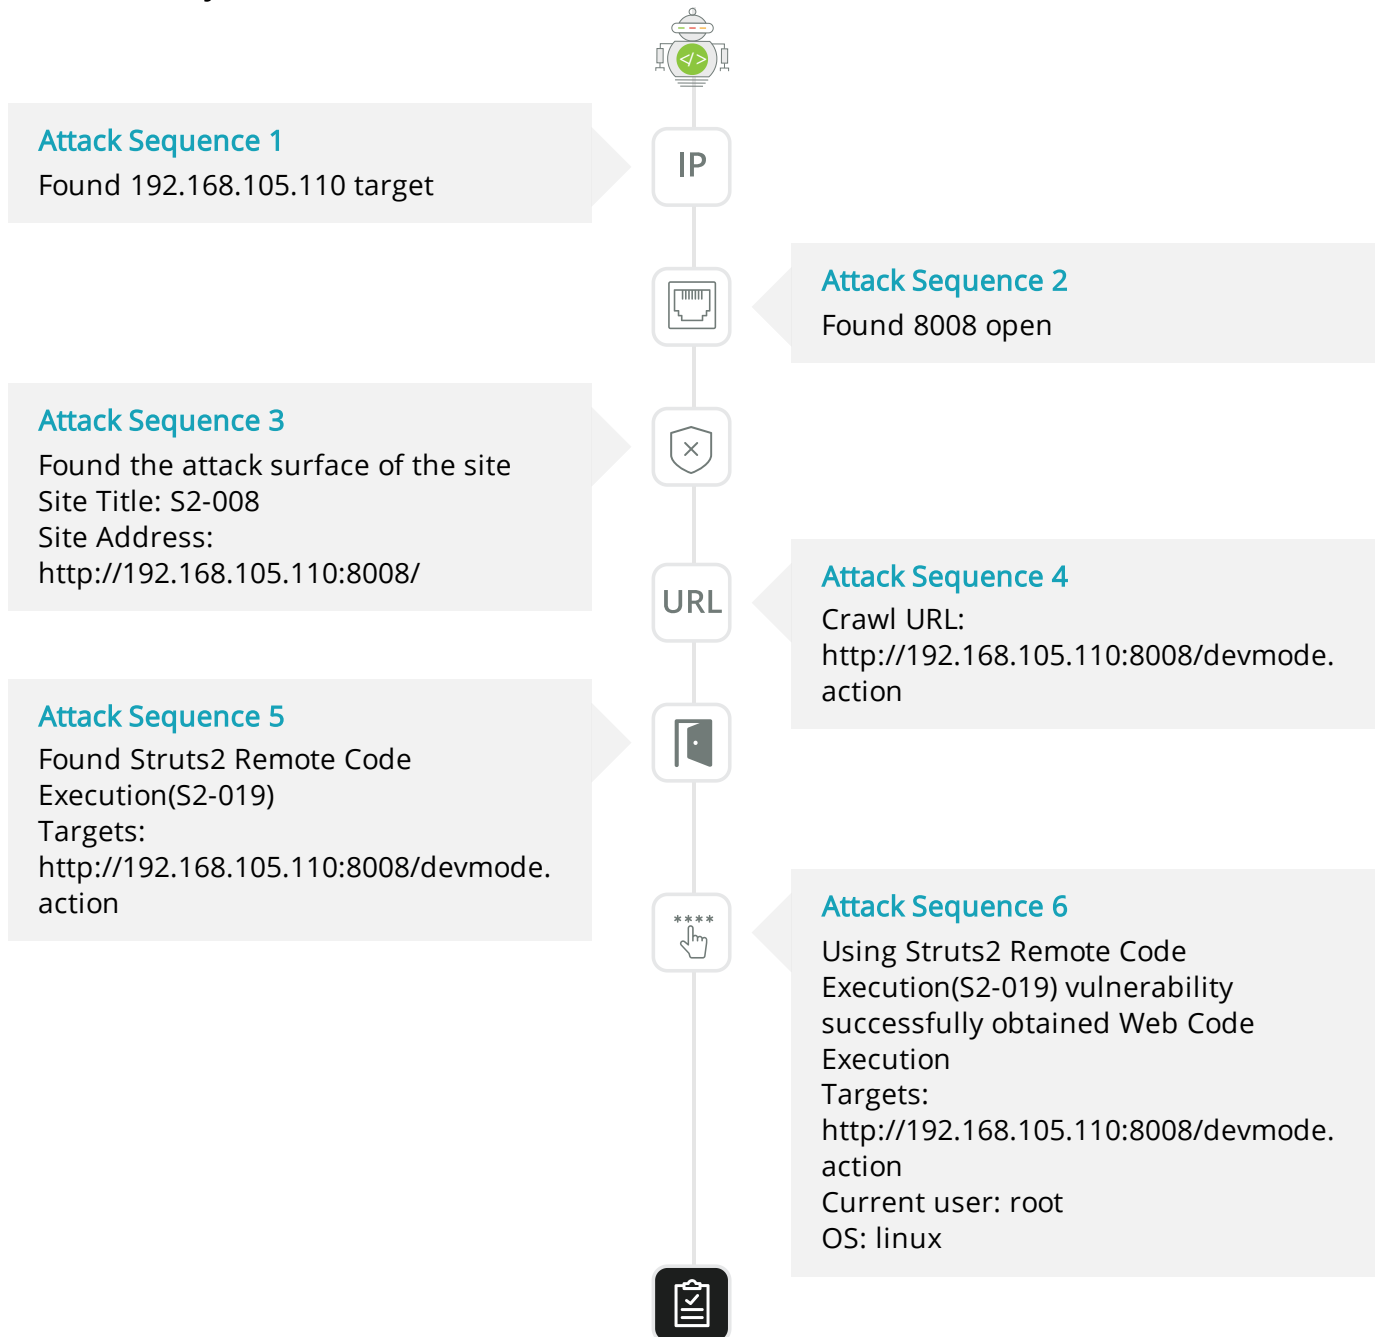 IP
Attack Sequence 1
Found 192.168.105.110 target
Attack Sequence 2
Found 8008 open
Attack Sequence 3
Found the attack surface of the site
Site Title: S2-008
Site Address:
http://192.168.105.110:8008/
URL
Attack Sequence 4
Crawl URL:
http://192.168.105.110:8008/devmode.
action
Attack Sequence 5
Found Struts2 Remote Code
Execution(S2-019)
Targets:
http://192.168.105.110:8008/devmode.
action
****
Attack Sequence 6
Using Struts2 Remote Code
Execution(S2-019) vulnerability
successfully obtained Web Code
Execution
Targets:
http://192.168.105.110:8008/devmode.
action
Current user: root
OS: linux